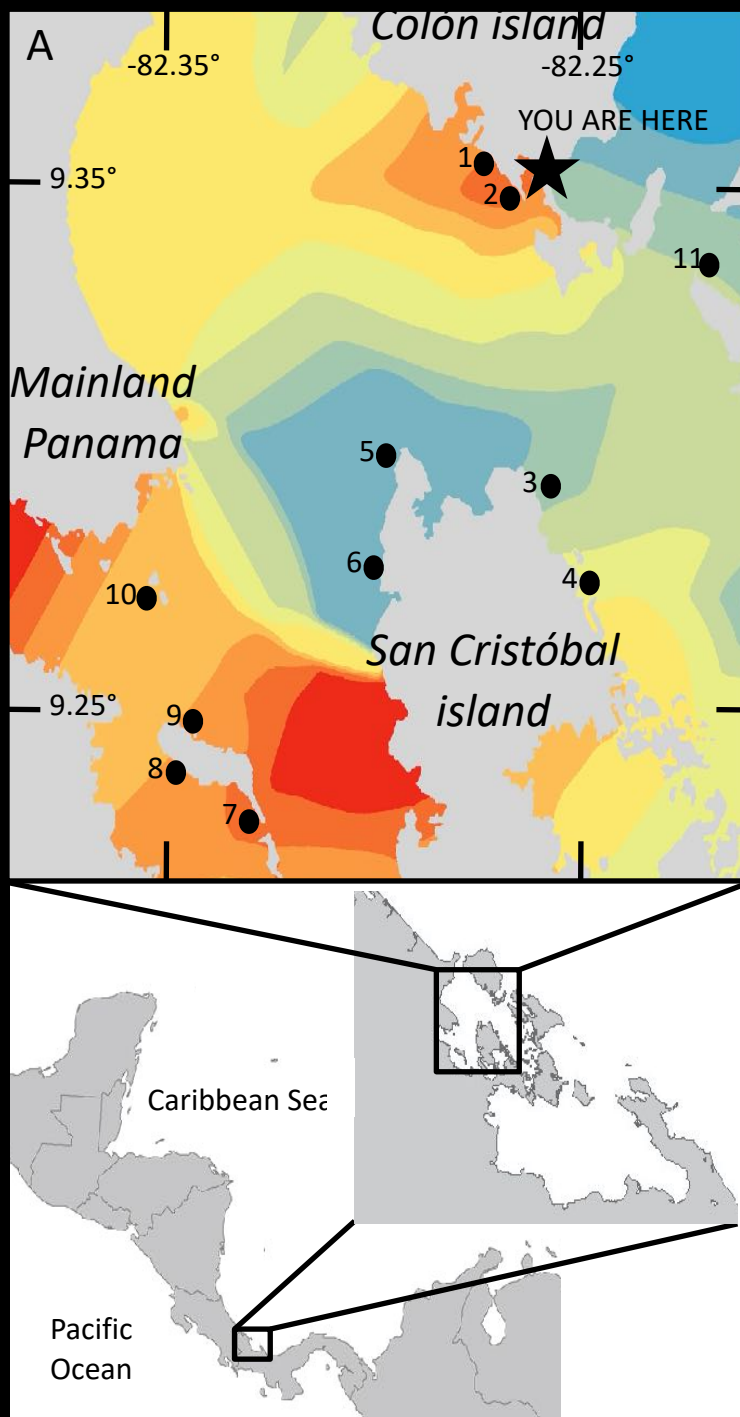 A
Colón island
-82.35°
-82.25°
YOU ARE HERE
1
9.35°
2
11
Mainland
Panama
5
3
6
4
10
San Cristóbal
island
9.25°
9
8
7
Caribbean Sea
Pacific
Ocean